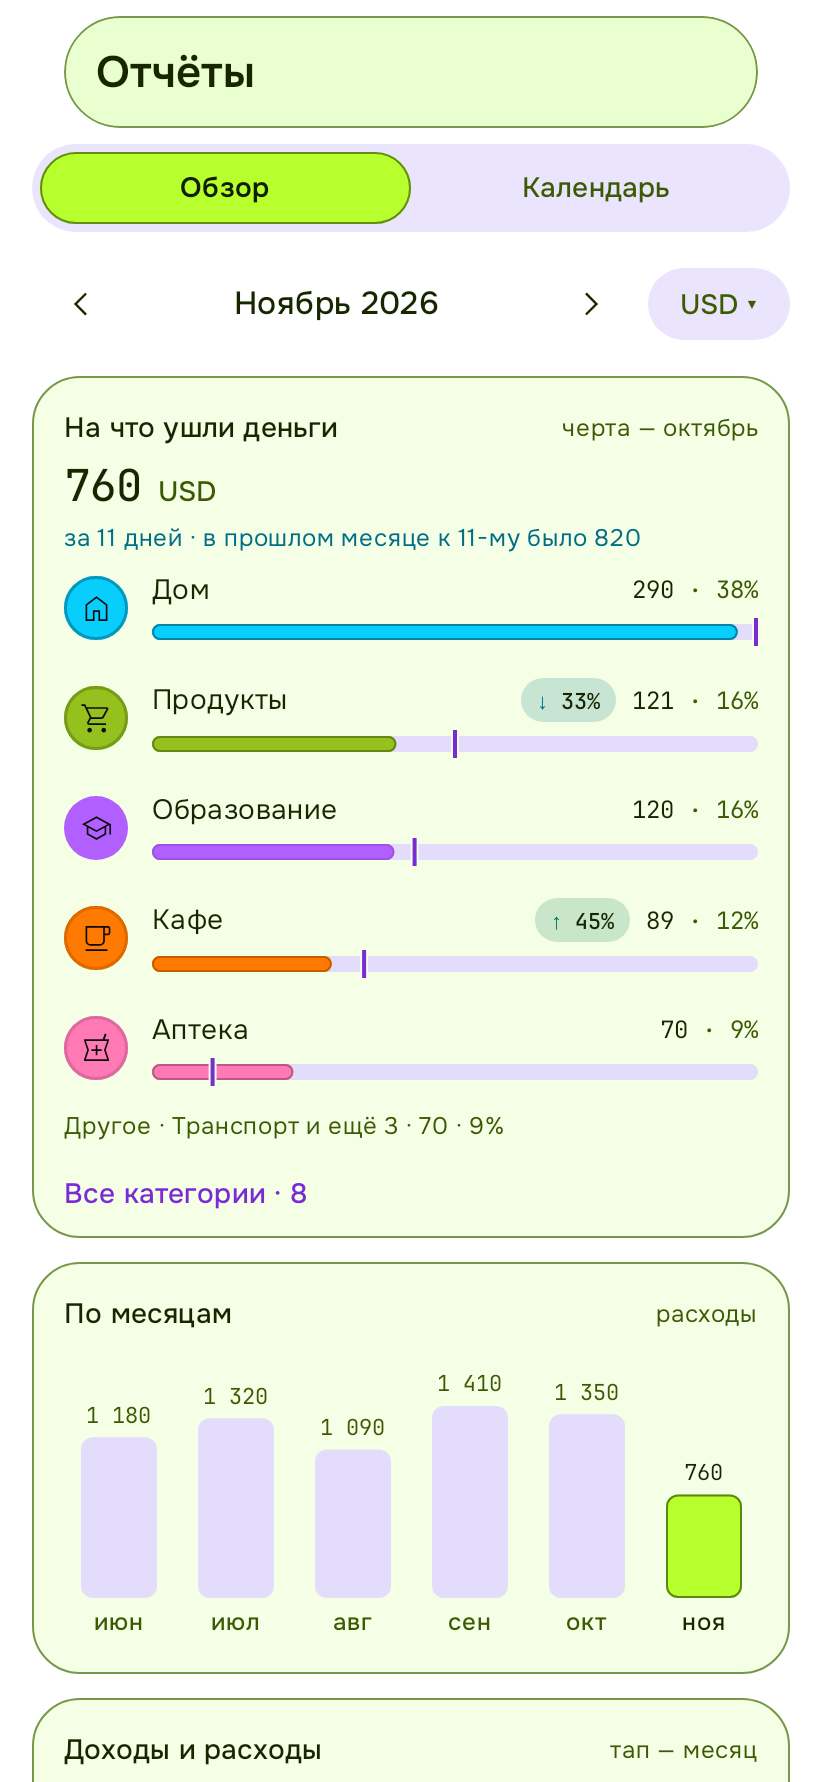 Отчёты
Обзор Календарь
Ноябрь 2026 USD ▾
На что ушли деньги черта — октябрь
760 USD
за 11 дней · в прошлом месяце к 11-му было 820
Дом 290 · 38%
Продукты ↓ 33% 121 · 16%
Образование 120 · 16%
Кафе ↑ 45% 89 · 12%
Аптека 70 · 9%
Другое · Транспорт и ещё 3 · 70 · 9%
Все категории · 8
По месяцам расходы
1 180 1 320 1 090 1 410 1 350 760
июн июл авг сен окт ноя
Доходы и расходы тап — месяц